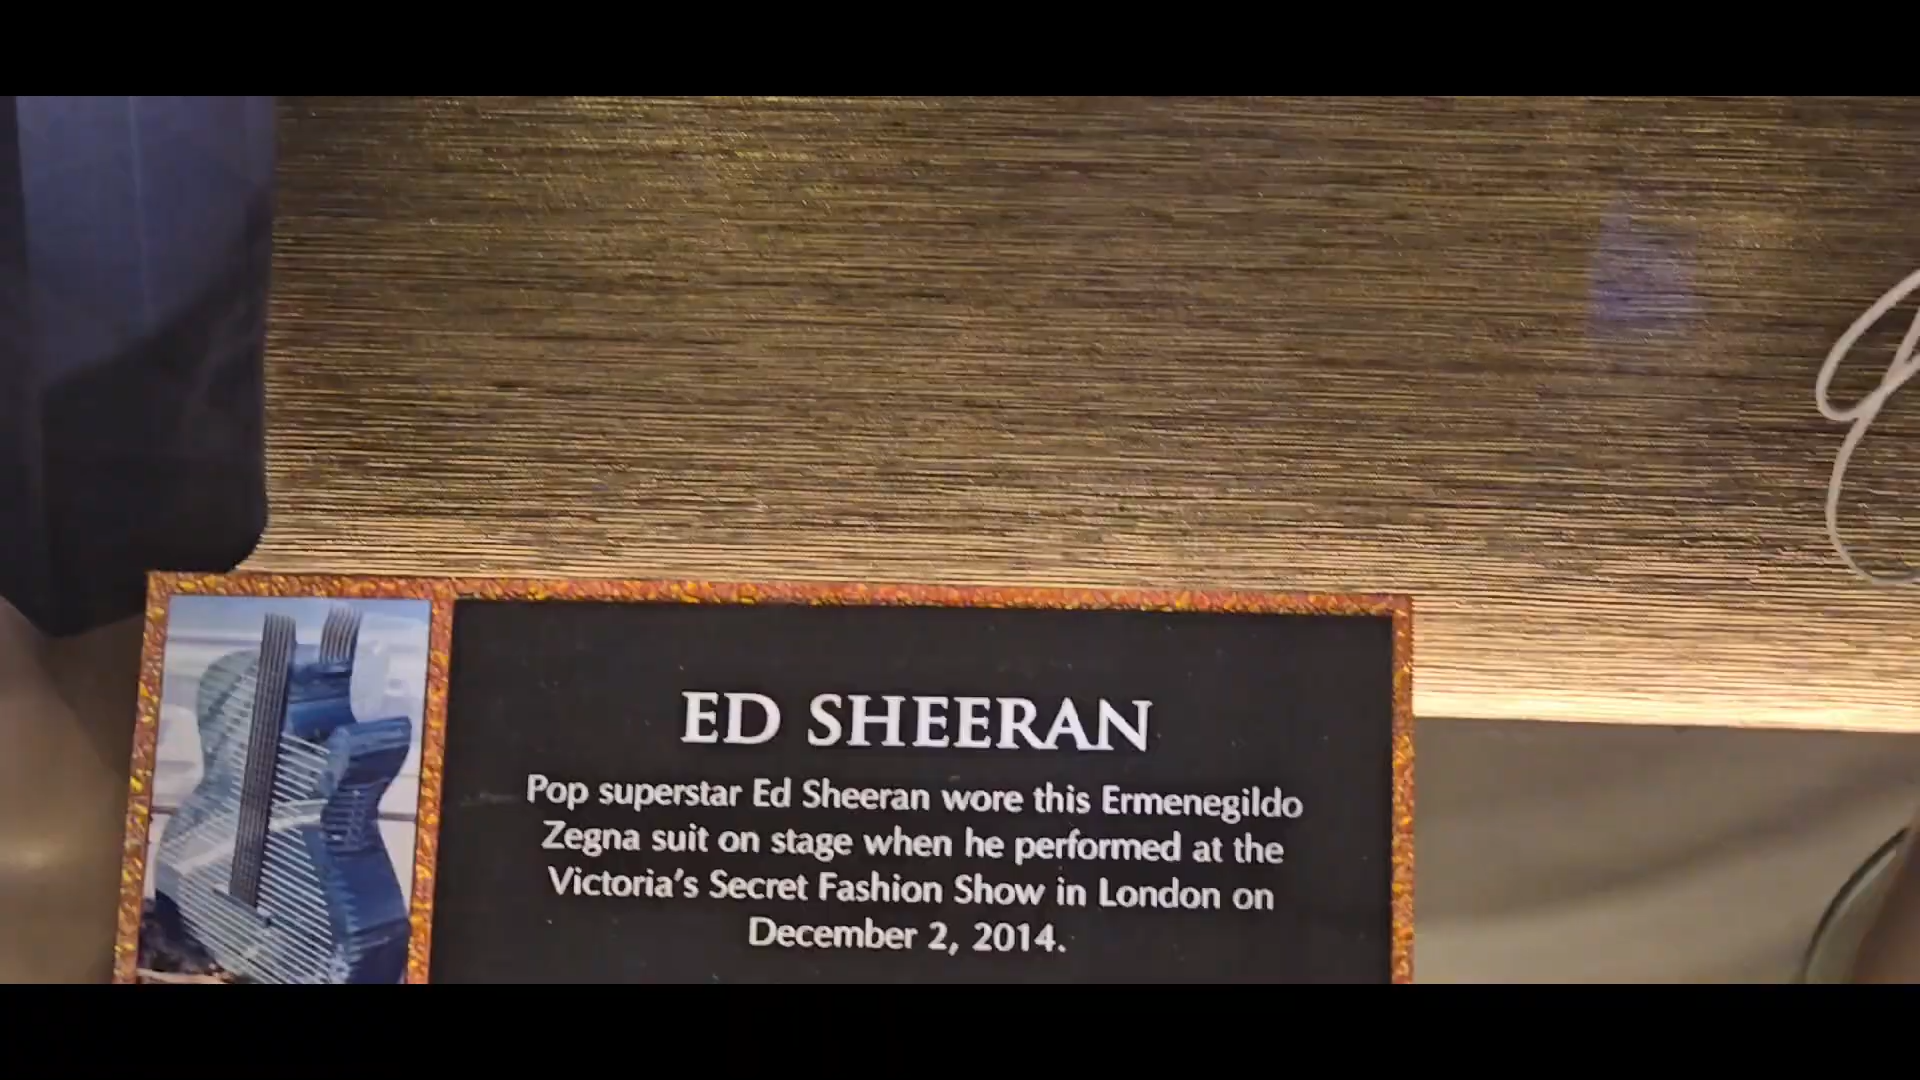 ED SHEERAN
Pop superstar Ed Sheeran wore this Ermenegildo
Zegna suit on stage when he performed at the
Victoria's Secret Fashion Show in London on
December 2, 2014.